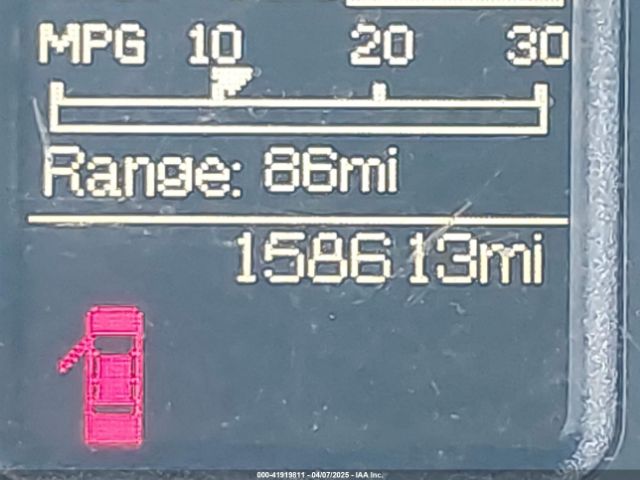 MPG 10 20 30
Range: 86mi
158613mi
000-41919811 - 04/07/2025 - IAA Inc.